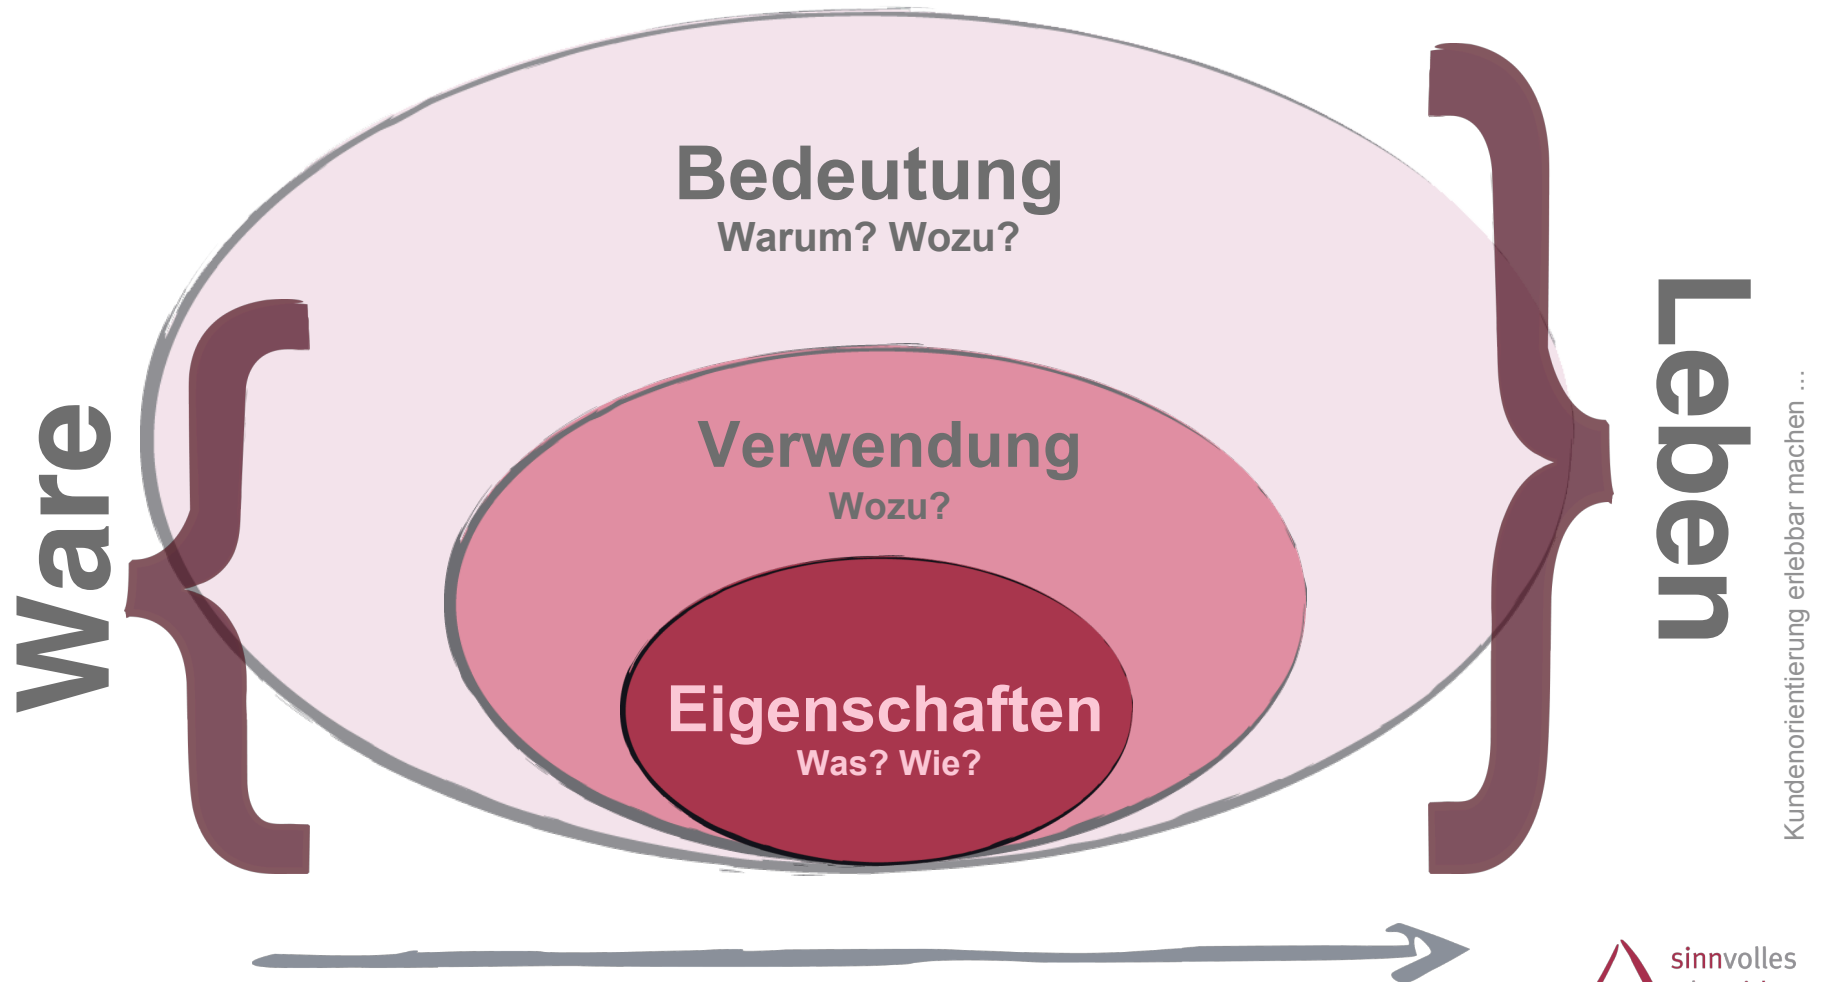 Bedeutung
Warum? Wozu?
Verwendung
Wozu?
Eigenschaften
Was? Wie?
Ware
Leben
Kundenorientierung erlebbar machen ...
sinnvolles